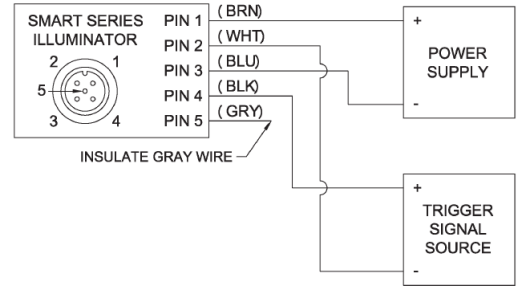 SMART SERIES
ILLUMINATOR
2 1
5
3 4
PIN 1 (BRN)
PIN 2 (WHT)
PIN 3 (BLU)
PIN 4 (BLK)
PIN 5 (GRY)
INSULATE GRAY WIRE
+
POWER
SUPPLY
-
+
TRIGGER
SIGNAL
SOURCE
-